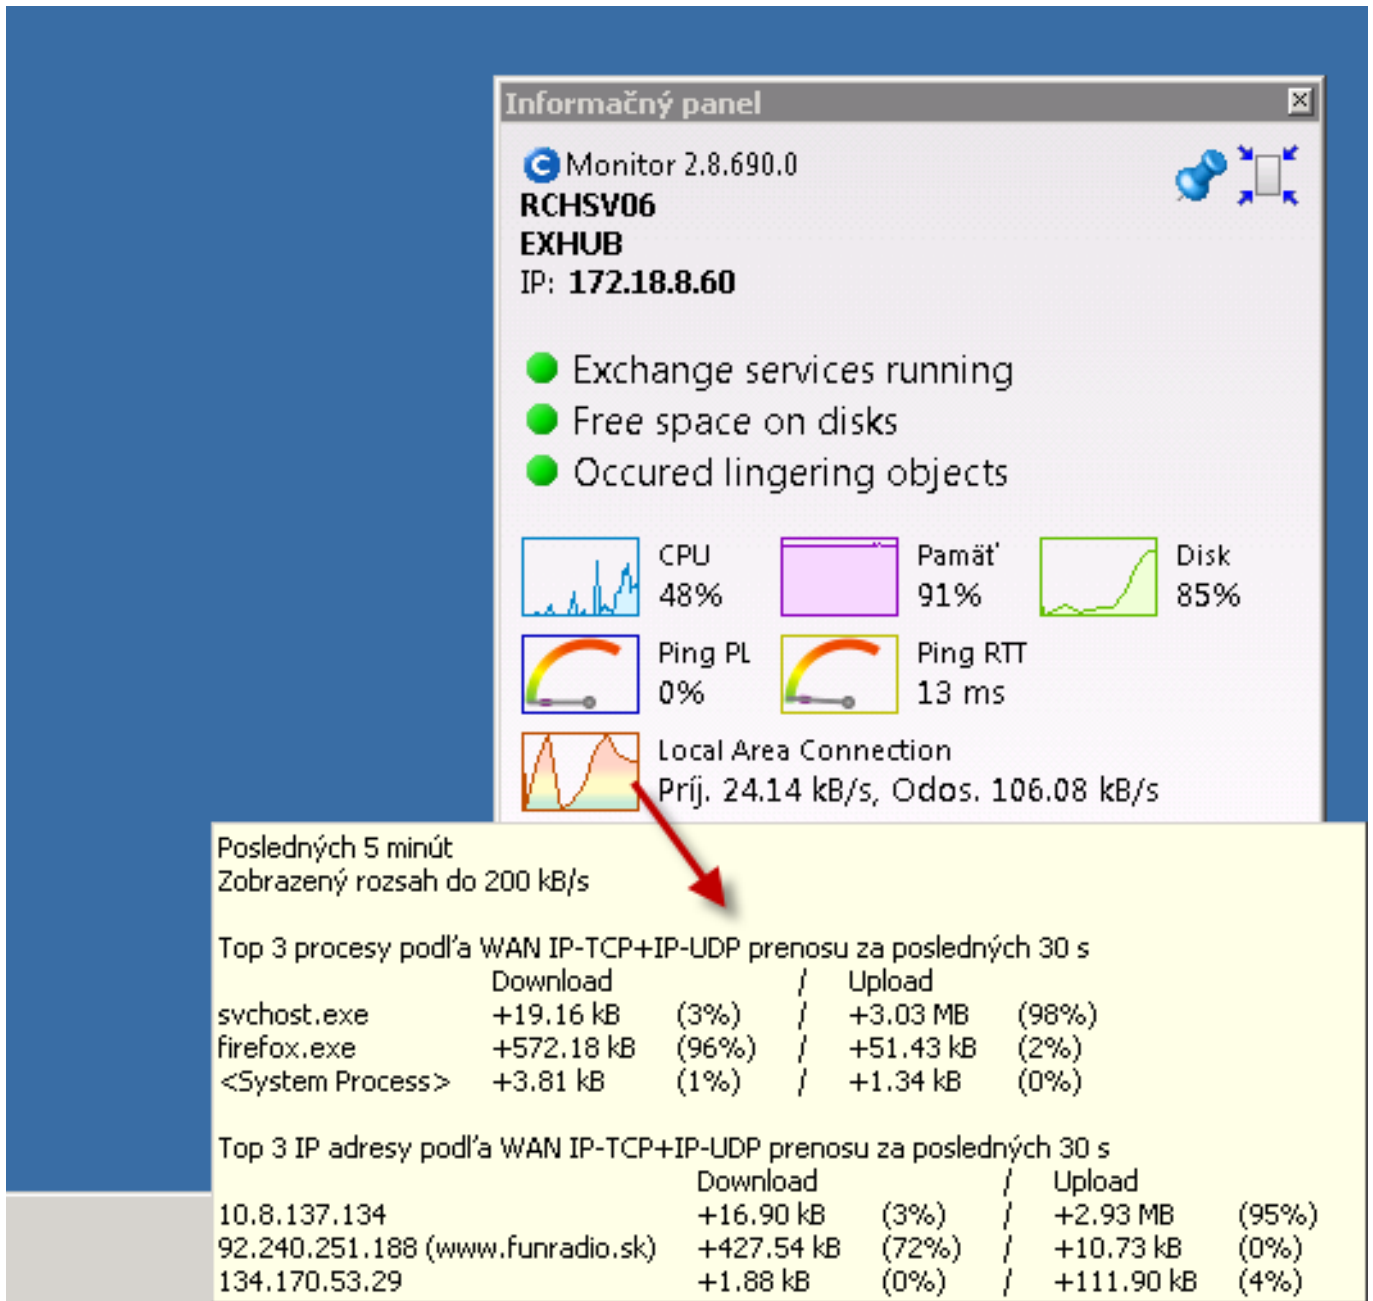 Informačný panel
Monitor 2.8.690.0
RCHSV06
EXHUB
IP: 172.18.8.60
Exchange services running
Free space on disks
Occured lingering objects
CPU Pamäť Disk
48% 91% 85%
Ping PL Ping RTT
0% 13 ms
Local Area Connection
Príj. 24.14 kB/s, Odos. 106.08 kB/s
Posledných 5 minút
Zobrazený rozsah do 200 kB/s
Top 3 procesy podľa WAN IP-TCP+IP-UDP prenosu za posledných 30 s
Download / Upload
svchost.exe +19.16 kB (3%) / +3.03 MB (98%)
firefox.exe +572.18 kB (96%) / +51.43 kB (2%)
<System Process> +3.81 kB (1%) / +1.34 kB (0%)
Top 3 IP adresy podľa WAN IP-TCP+IP-UDP prenosu za posledných 30 s
Download / Upload
10.8.137.134 +16.90 kB (3%) / +2.93 MB (95%)
92.240.251.188 (www.funradio.sk) +427.54 kB (72%) / +10.73 kB (0%)
134.170.53.29 +1.88 kB (0%) / +111.90 kB (4%)